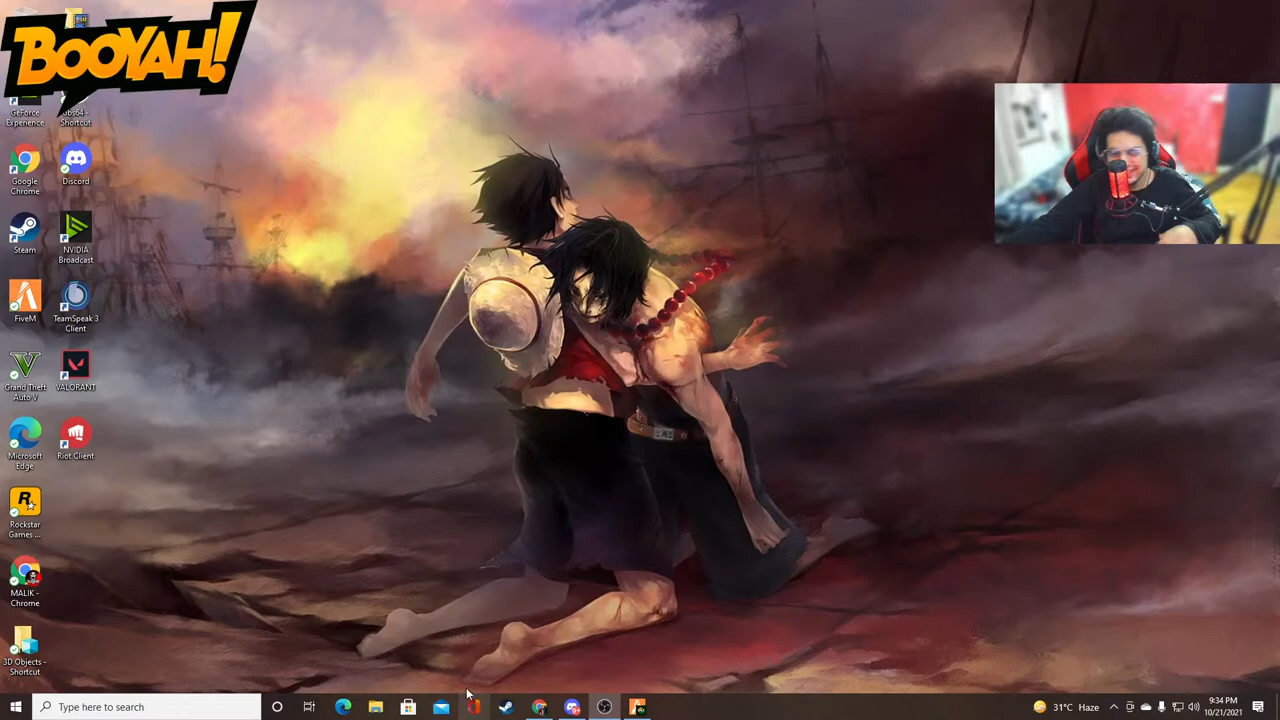 BOOYAH!
GeForce
Experience
obs64 -
Shortcut
Google
Chrome
Discord
Steam
NVIDIA
Broadcast
FiveM
TeamSpeak 3
Client
Grand Theft
Auto V
VALORANT
Microsoft
Edge
Riot Client
Rockstar
Games ...
MALIK -
Chrome
3D Objects -
Shortcut
Type here to search
31°C Haze
9:34 PM
10/21/2021